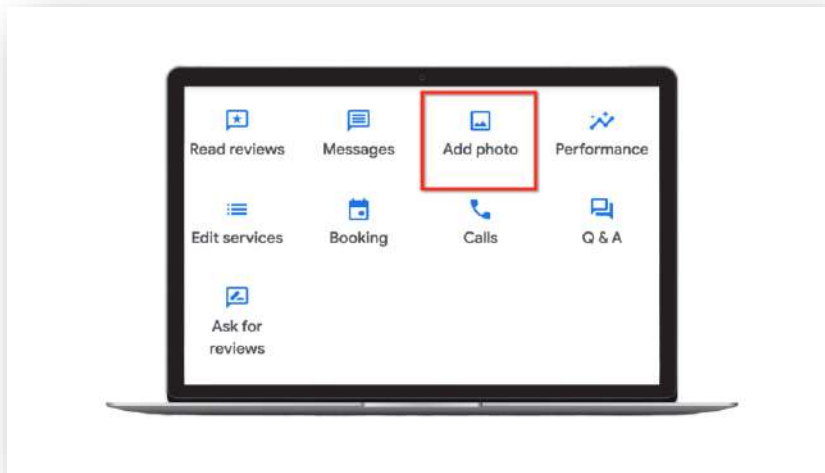 Read reviews
Messages
Add photo
Performance
Edit services
Booking
Calls
Q & A
Ask for
reviews